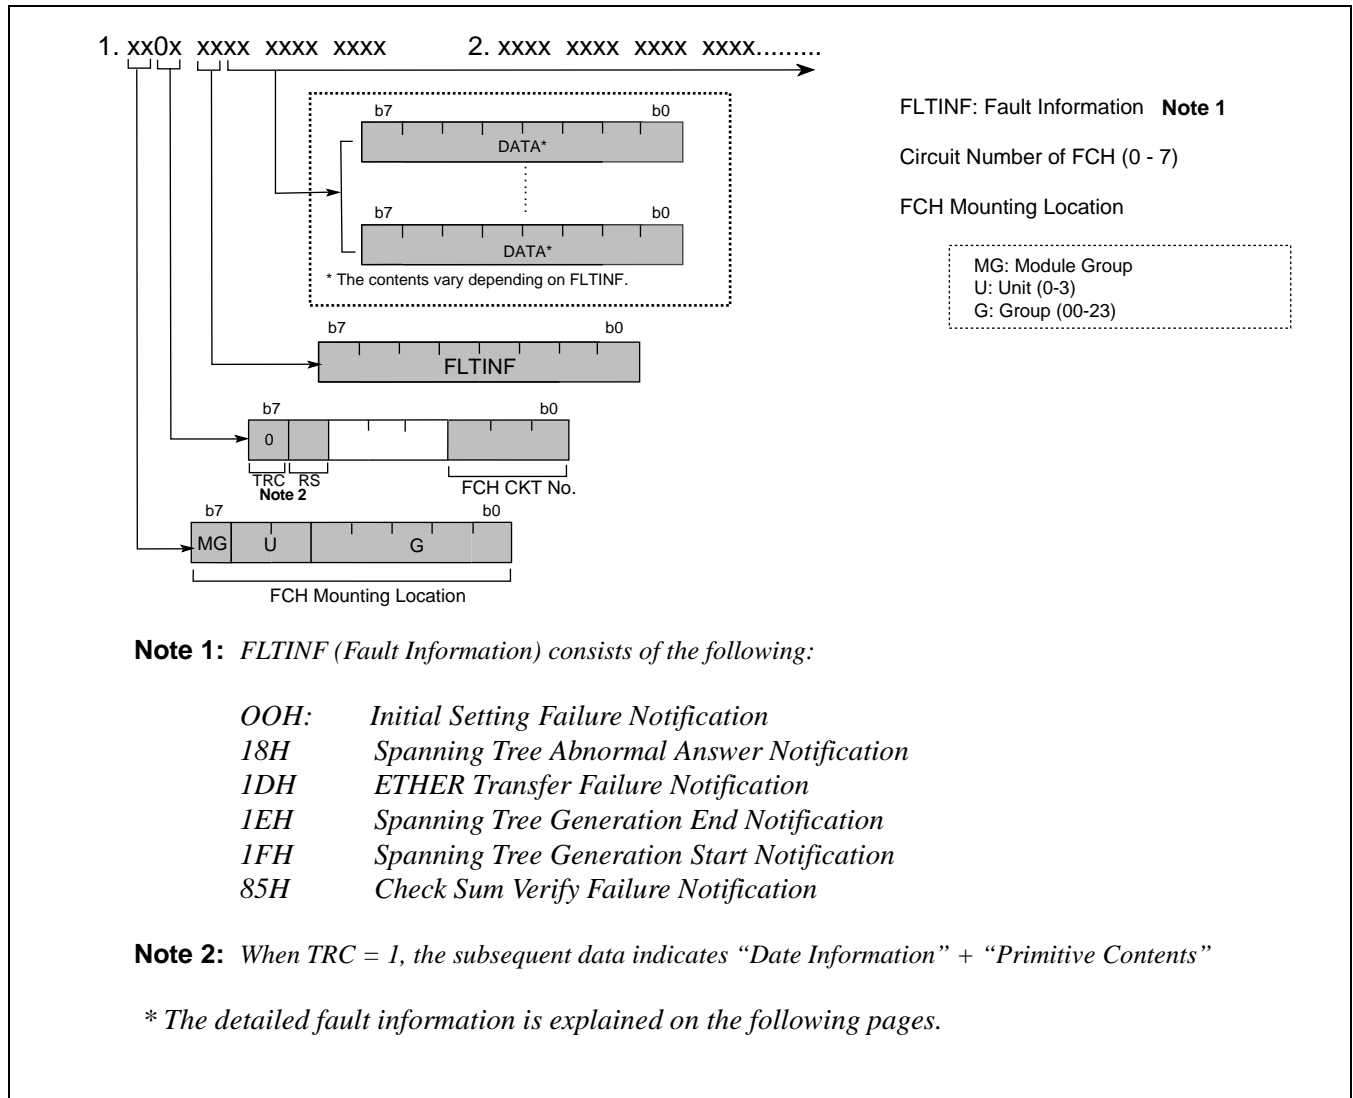 1. xx0x xxxx xxxx xxxx 2. xxxx xxxx xxxx xxxx.........
b7 b0
DATA*
b7 b0
DATA*
* The contents vary depending on FLTINF.
FLTINF: Fault Information Note 1
Circuit Number of FCH (0 - 7)
FCH Mounting Location
MG: Module Group
U: Unit (0-3)
G: Group (00-23)
b7 b0
FLTINF
b7 b0
0
TRC RS
Note 2
FCH CKT No.
b7 b0
MG U G
FCH Mounting Location
Note 1: FLTINF (Fault Information) consists of the following:
OOH: Initial Setting Failure Notification
18H Spanning Tree Abnormal Answer Notification
1DH ETHER Transfer Failure Notification
1EH Spanning Tree Generation End Notification
1FH Spanning Tree Generation Start Notification
85H Check Sum Verify Failure Notification
Note 2: When TRC = 1, the subsequent data indicates “Date Information” + “Primitive Contents”
* The detailed fault information is explained on the following pages.